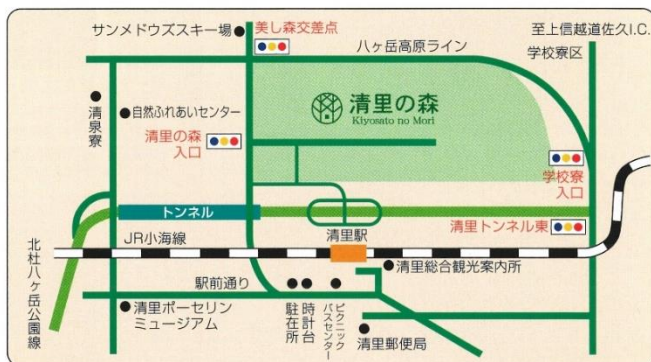 サンメドウズスキー場
美し森交差点
八ヶ岳高原ライン
至上信越道佐久I.C.
学校寮区
清泉寮
自然ふれあいセンター
清里の森
Kiyosato no Mori
清里の森
入口
学校寮
入口
トンネル
清里トンネル東
JR小海線
清里駅
北杜八ヶ岳公園線
駅前通り
清里総合観光案内所
清里ポーセリン
ミュージアム
駐在所
時計台
ピクニック
バスセンター
清里郵便局